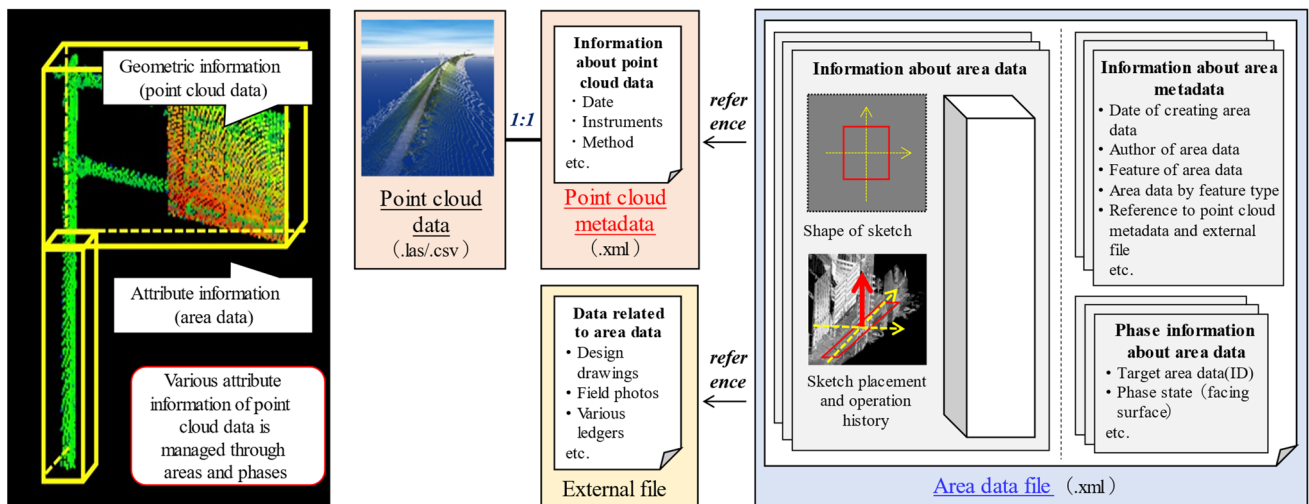 Geometric information
(point cloud data)
Attribute information
(area data)
Various attribute
information of point
cloud data is
managed through
areas and phases
Point cloud
data
（.las/.csv）
1:1
Information
about point
cloud data
・Date
・Instruments
・Method
etc.
Point cloud
metadata
（.xml）
refer
ence
Data related
to area data
• Design
drawings
• Field photos
• Various
ledgers
etc.
External file
refer
ence
Information about area data
Shape of sketch
Sketch placement
and operation
history
Information about area
metadata
• Date of creating area
data
• Author of area data
• Feature of area data
• Area data by feature type
• Reference to point cloud
metadata and external
file
etc.
Phase information
about area data
• Target area data(ID)
• Phase state（facing
surface）
etc.
Area data file（.xml）